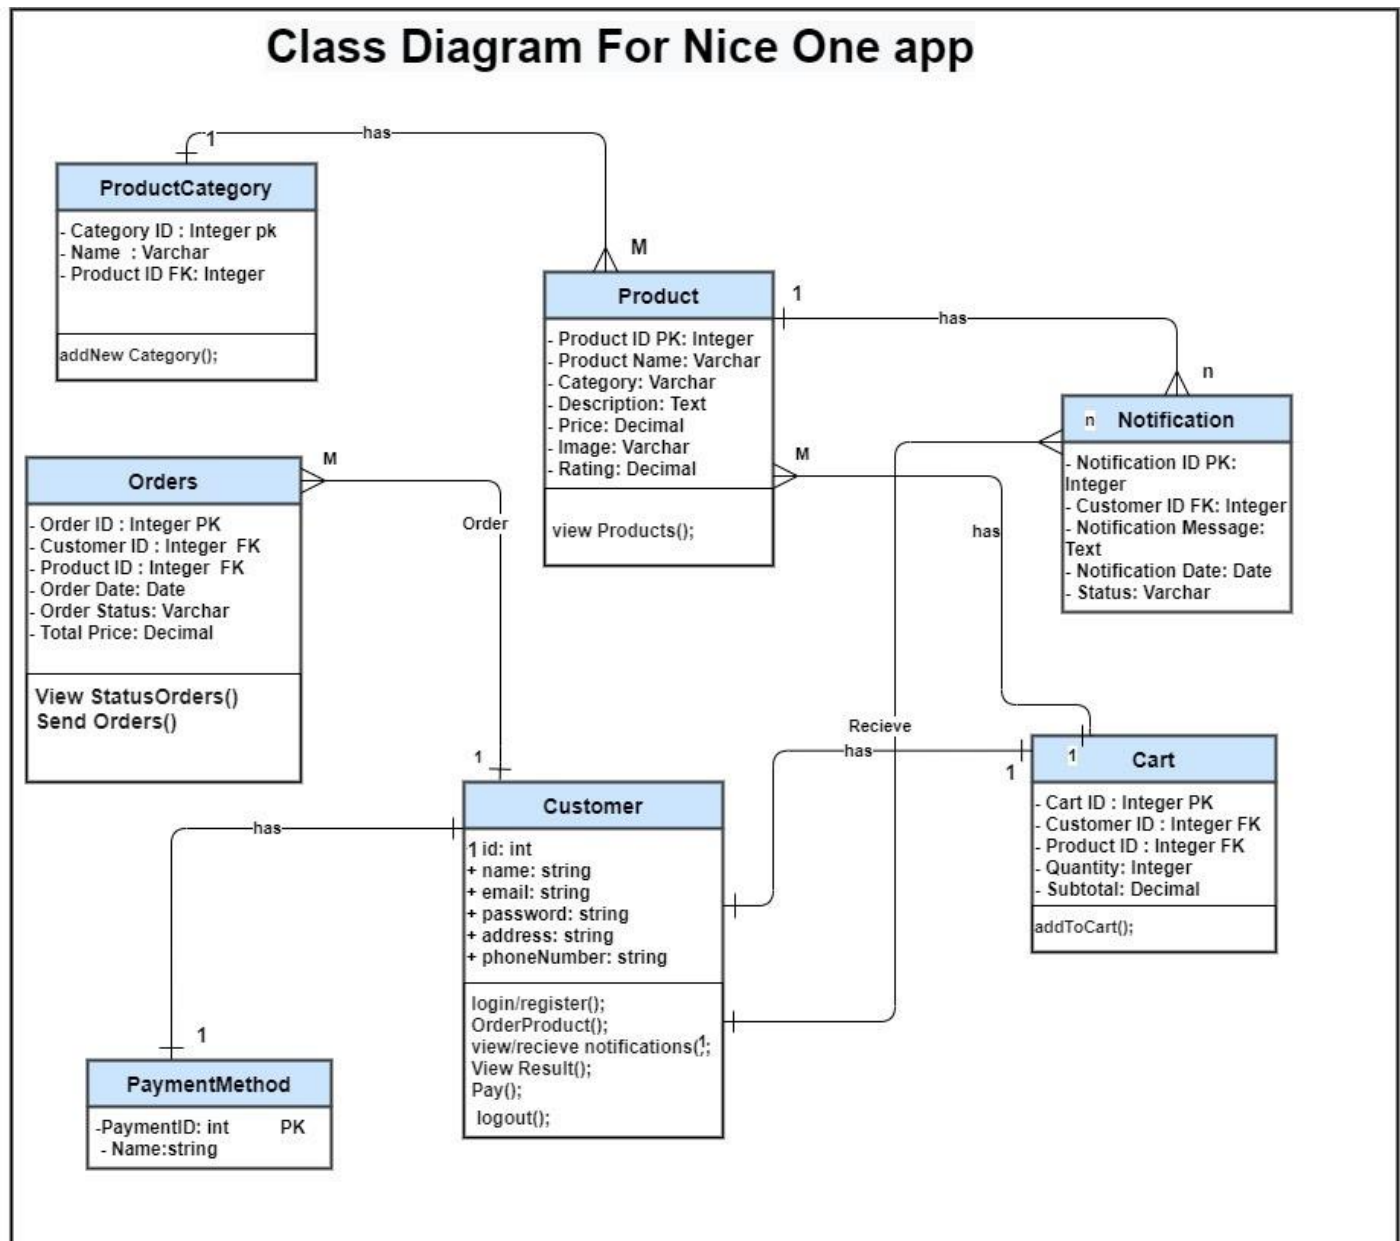 Class Diagram For Nice One app
1
has
ProductCategory
- Category ID : Integer pk
- Name : Varchar
- Product ID FK: Integer
addNew Category();
M
Product
- Product ID PK: Integer
- Product Name: Varchar
- Category: Varchar
- Description: Text
- Price: Decimal
- Image: Varchar
- Rating: Decimal
view Products();
1
has
n
n
Notification
- Notification ID PK:
Integer
- Customer ID FK: Integer
- Notification Message:
Text
- Notification Date: Date
- Status: Varchar
M
Orders
- Order ID : Integer PK
- Customer ID : Integer FK
- Product ID : Integer FK
- Order Date: Date
- Order Status: Varchar
- Total Price: Decimal
View StatusOrders()
Send Orders()
Order
M
has
Recieve
has
1
1
1
Cart
- Cart ID : Integer PK
- Customer ID : Integer FK
- Product ID : Integer FK
- Quantity: Integer
- Subtotal: Decimal
addToCart();
Customer
1 id: int
+ name: string
+ email: string
+ password: string
+ address: string
+ phoneNumber: string
login/register();
OrderProduct();
view/recieve notifications();
1
View Result();
Pay();
logout();
has
1
PaymentMethod
-PaymentID: int PK
- Name:string